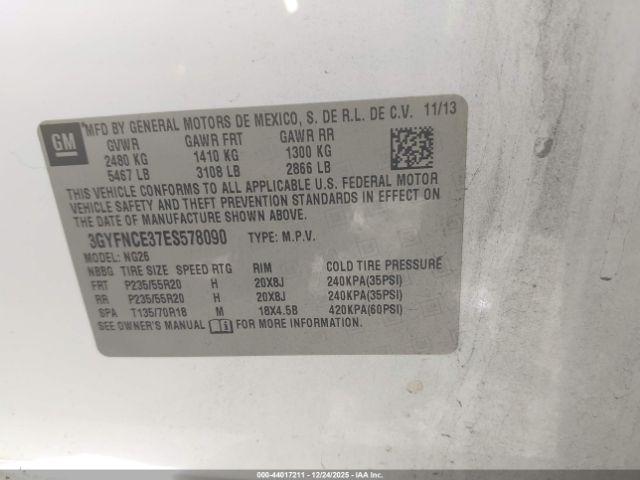 GM
MFD BY GENERAL MOTORS DE MEXICO, S. DE R.L. DE C.V. 11/13
GVWR GAWR FRT GAWR RR
2480 KG 1410 KG 1300 KG
5467 LB 3108 LB 2866 LB
THIS VEHICLE CONFORMS TO ALL APPLICABLE U.S. FEDERAL MOTOR
VEHICLE SAFETY AND THEFT PREVENTION STANDARDS IN EFFECT
ON THE DATE OF MANUFACTURE SHOWN ABOVE.
3GYFNCE37ES578090 TYPE: M.P.V.
MODEL: NG26
NBBG TIRE SIZE SPEED RTG RIM COLD TIRE PRESSURE
FRT P235/55R20 H 20X8J 240KPA(35PSI)
RR P235/55R20 H 20X8J 240KPA(35PSI)
SPA T135/70R18 M 18X4.5B 420KPA(60PSI)
SEE OWNER'S MANUAL FOR MORE INFORMATION.
000-44017211 - 12/24/2025 - IAAI.com